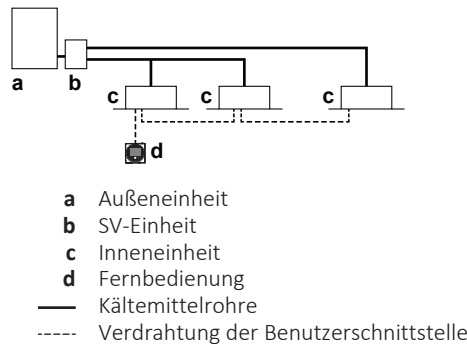 a
b
c
c
c
d
a Außeneinheit
b SV-Einheit
c Inneneinheit
d Fernbedienung
Kältemittelrohre
Verdrahtung der Benutzerschnittstelle